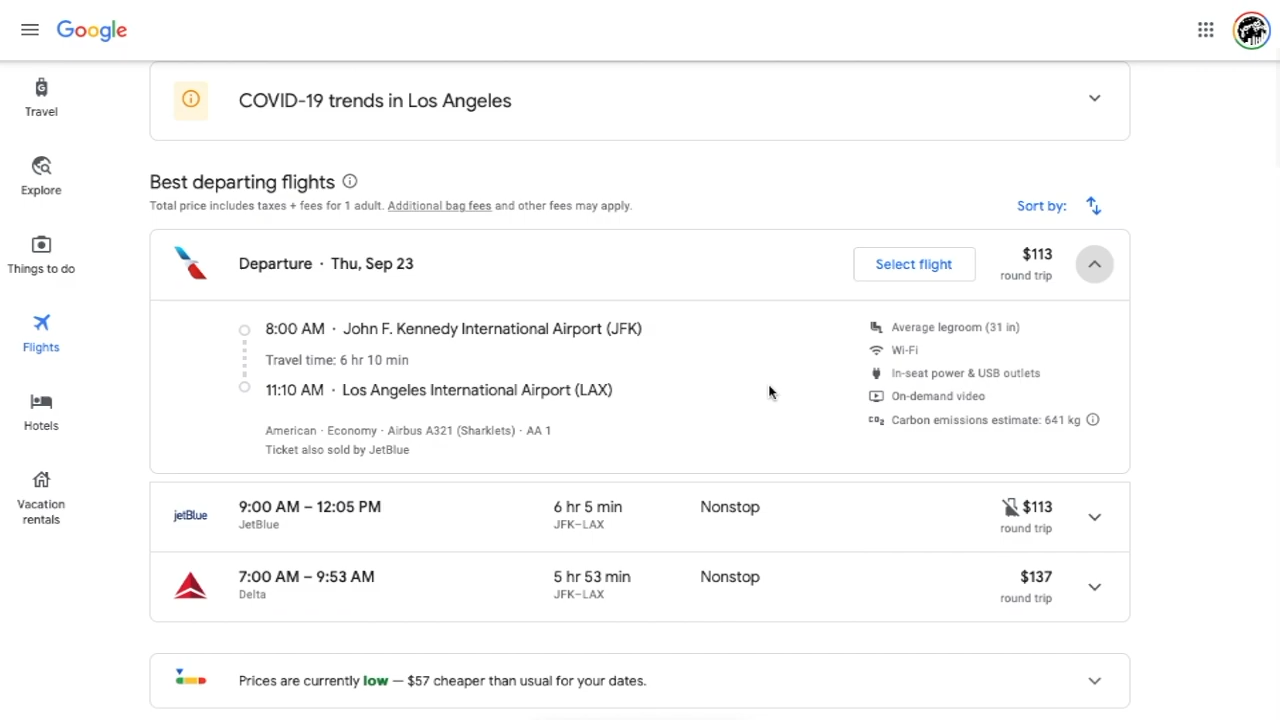 Google
Travel
Explore
Things to do
Flights
Hotels
Vacation
rentals
COVID-19 trends in Los Angeles
Best departing flights
Total price includes taxes + fees for 1 adult. Additional bag fees and other fees may apply.
Sort by:
Departure · Thu, Sep 23
Select flight
$113
round trip
8:00 AM · John F. Kennedy International Airport (JFK)
Travel time: 6 hr 10 min
11:10 AM · Los Angeles International Airport (LAX)
American · Economy · Airbus A321 (Sharklets) · AA 1
Ticket also sold by JetBlue
Average legroom (31 in)
Wi-Fi
In-seat power & USB outlets
On-demand video
CO₂ Carbon emissions estimate: 641 kg
jetBlue
9:00 AM – 12:05 PM
JetBlue
6 hr 5 min
JFK–LAX
Nonstop
$113
round trip
7:00 AM – 9:53 AM
Delta
5 hr 53 min
JFK–LAX
Nonstop
$137
round trip
Prices are currently low — $57 cheaper than usual for your dates.